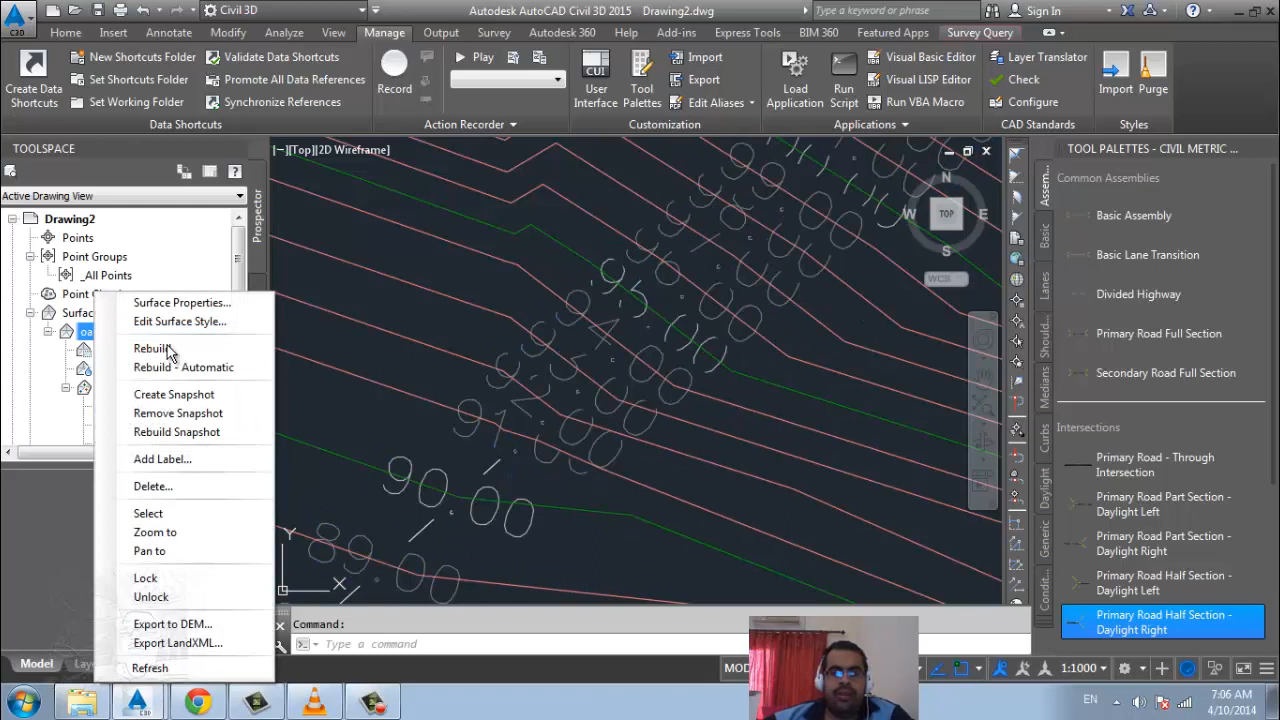 Civil 3D
Autodesk AutoCAD Civil 3D 2015 Drawing2.dwg
Type a keyword or phrase
Sign In
C3D
Home Insert Annotate Modify Analyze View Manage Output Survey Autodesk 360 Help Add-ins Express Tools BIM 360 Featured Apps Survey Query
New Shortcuts Folder
Validate Data Shortcuts
Play
Import
Visual Basic Editor
Layer Translator
Set Shortcuts Folder
Promote All Data References
Export
Visual LISP Editor
Check
Create Data Shortcuts
Set Working Folder
Synchronize References
Record
CUI
User Interface
Tool Palettes
Edit Aliases
Load Application
Run Script
Run VBA Macro
Configure
Import
Purge
Data Shortcuts
Action Recorder
Customization
Applications
CAD Standards
Styles
TOOLSPACE
Active Drawing View
Drawing2
Points
Point Groups
_All Points
Prospector
Surface Properties...
Edit Surface Style...
Rebuild
Rebuild - Automatic
Create Snapshot
Remove Snapshot
Rebuild Snapshot
Add Label...
Delete...
Select
Zoom to
Pan to
Lock
Unlock
Export to DEM...
Export LandXML...
Refresh
[−][Top][2D Wireframe]
N
W TOP E
S
WCS
95.00
90.00
89.00
Y
X
Command:
Type a command
TOOL PALETTES - CIVIL METRIC ...
Common Assemblies
Basic Assembly
Basic Lane Transition
Divided Highway
Primary Road Full Section
Secondary Road Full Section
Intersections
Primary Road - Through Intersection
Primary Road Part Section - Daylight Left
Primary Road Part Section - Daylight Right
Primary Road Half Section - Daylight Left
Primary Road Half Section - Daylight Right
Assem...
Basic
Lanes
Should...
Medians
Curbs
Daylight
Generic
Condit...
Model
1:1000
EN
7:06 AM
4/10/2014